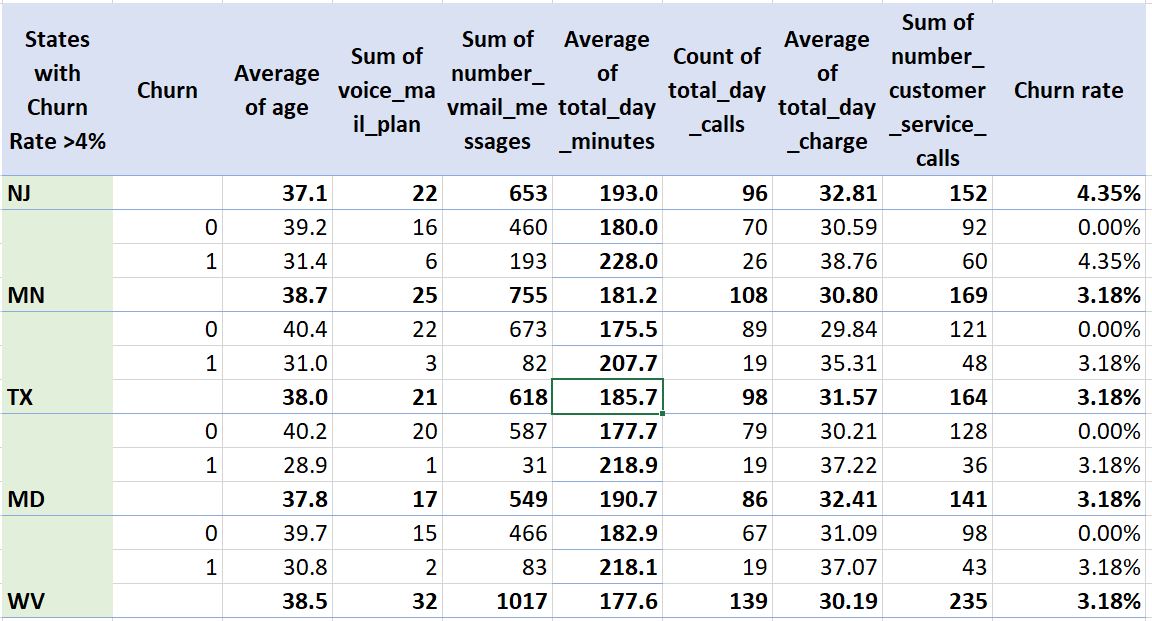 States with Churn Rate >4% Churn Average of age Sum of voice_mail_plan Sum of number_vmail_messages Average of total_day_minutes Count of total_day_calls Average of total_day_charge Sum of number_customer_service_calls Churn rate
NJ 37.1 22 653 193.0 96 32.81 152 4.35%
0 39.2 16 460 180.0 70 30.59 92 0.00%
1 31.4 6 193 228.0 26 38.76 60 4.35%
MN 38.7 25 755 181.2 108 30.80 169 3.18%
0 40.4 22 673 175.5 89 29.84 121 0.00%
1 31.0 3 82 207.7 19 35.31 48 3.18%
TX 38.0 21 618 185.7 98 31.57 164 3.18%
0 40.2 20 587 177.7 79 30.21 128 0.00%
1 28.9 1 31 218.9 19 37.22 36 3.18%
MD 37.8 17 549 190.7 86 32.41 141 3.18%
0 39.7 15 466 182.9 67 31.09 98 0.00%
1 30.8 2 83 218.1 19 37.07 43 3.18%
WV 38.5 32 1017 177.6 139 30.19 235 3.18%